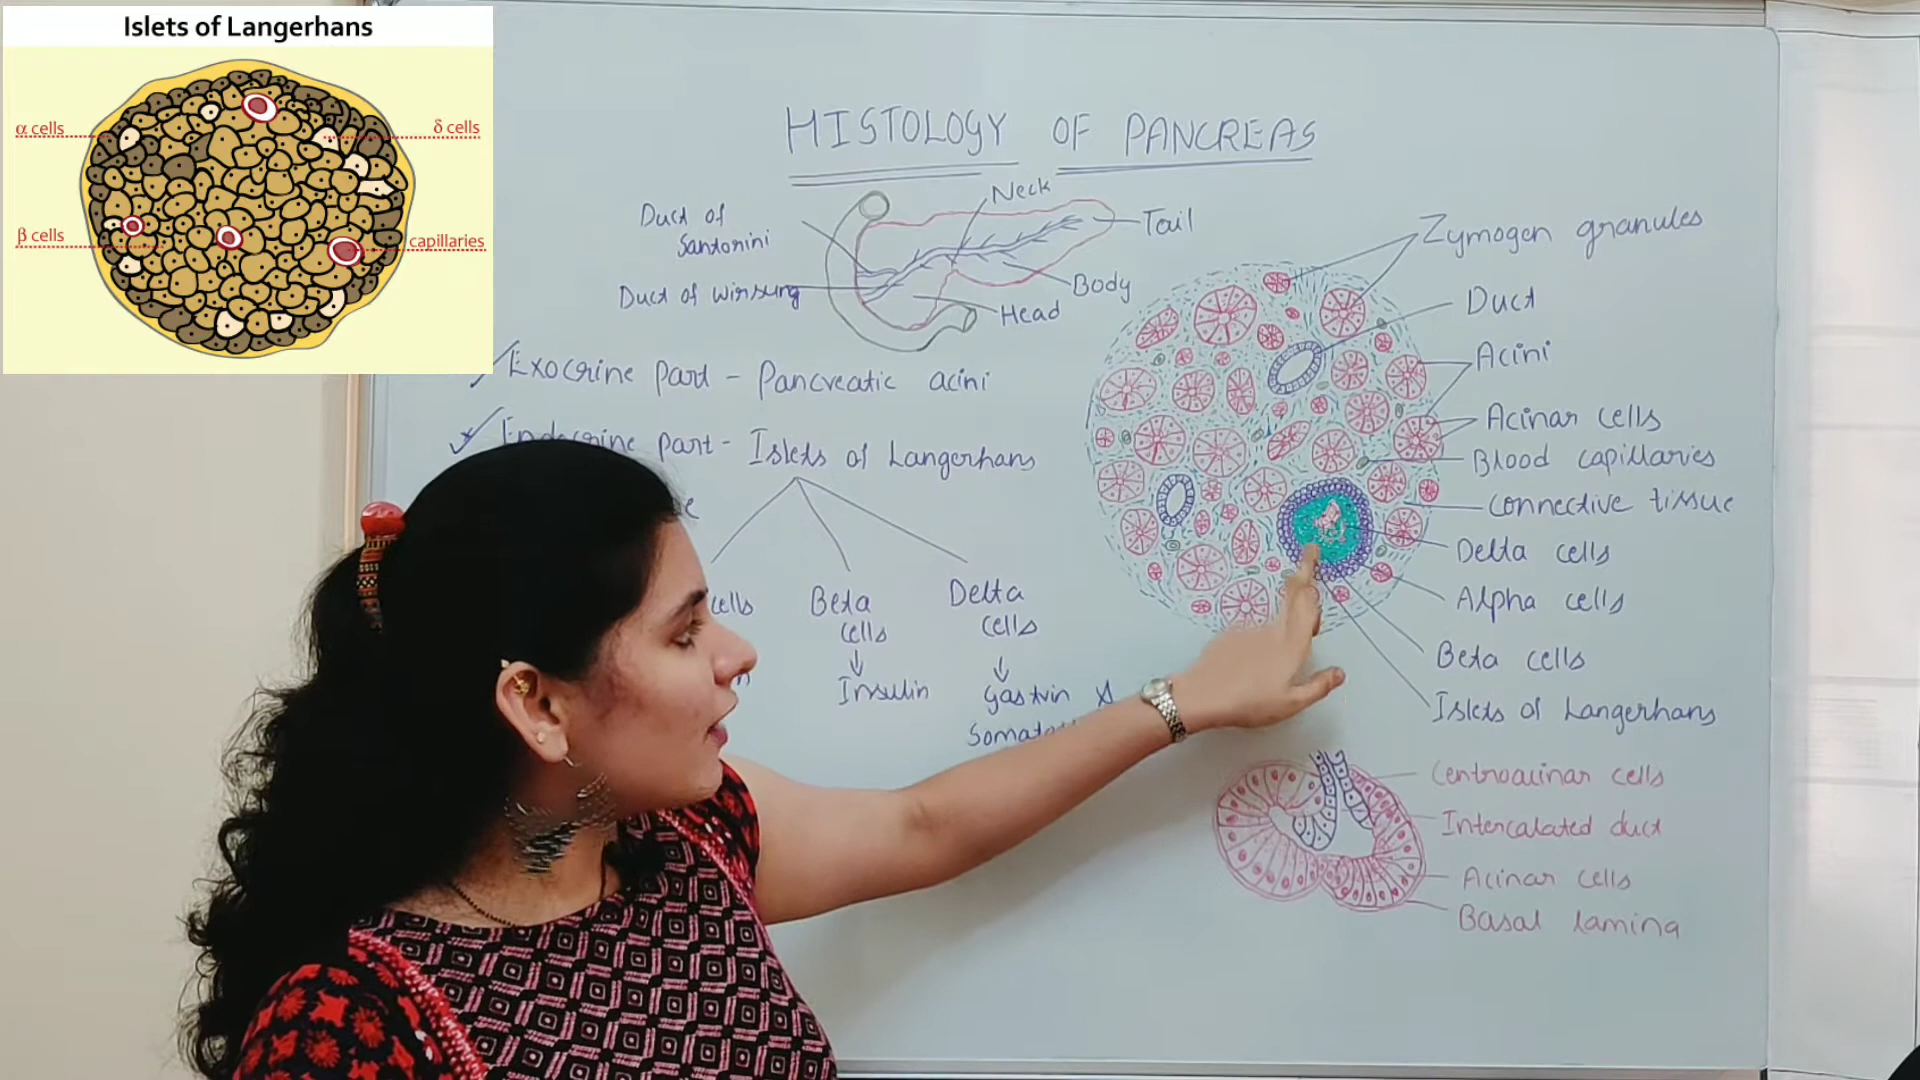 Islets of Langerhans
α cells
δ cells
β cells
capillaries
HISTOLOGY OF PANCREAS
Duct of
Santorini
Duct of Wirsung
Neck
Tail
Body
Head
Exocrine part - Pancreatic acini
Endocrine part - Islets of Langerhans
cells
Beta
cells
Insulin
Delta
cells
Gastrin &
Zymogen granules
Duct
Acini
Acinar cells
Blood capillaries
Connective tissue
Delta cells
Alpha cells
Beta cells
Islets of Langerhans
Centroacinar cells
Intercalated duct
Acinar cells
Basal lamina